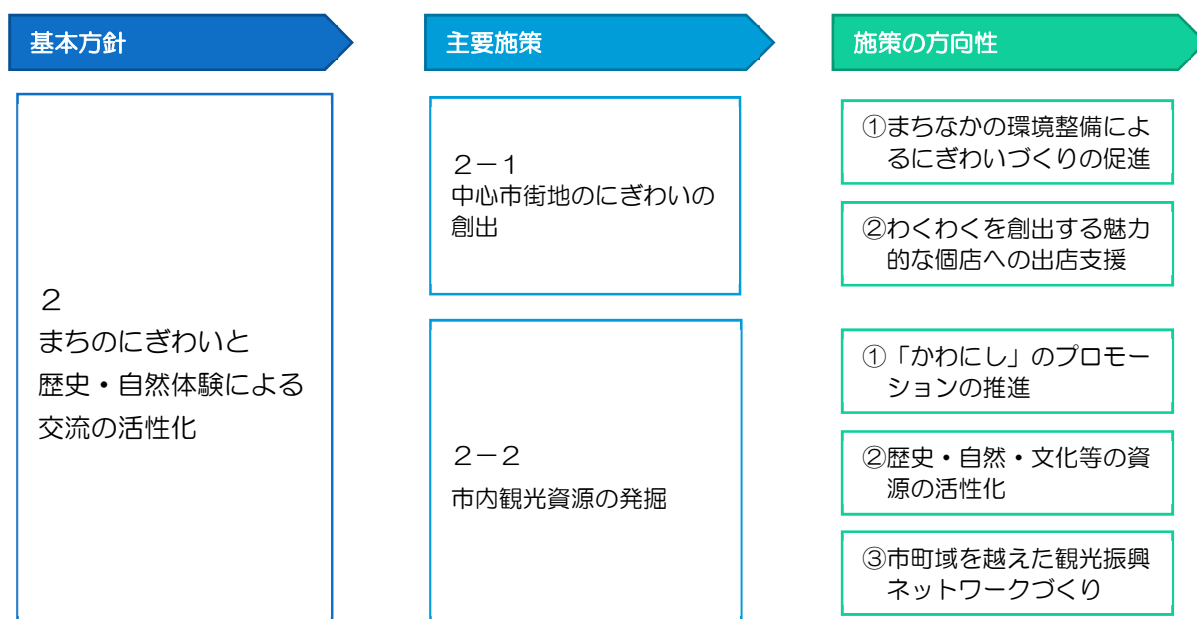 基本方針
主要施策
施策の方向性
２
まちのにぎわいと
歴史・自然体験による
交流の活性化
２－１
中心市街地のにぎわいの
創出
①まちなかの環境整備によ
るにぎわいづくりの促進
②わくわくを創出する魅力
的な個店への出店支援
２－２
市内観光資源の発掘
①「かわにし」のプロモー
ションの推進
②歴史・自然・文化等の資
源の活性化
③市町域を越えた観光振興
ネットワークづくり